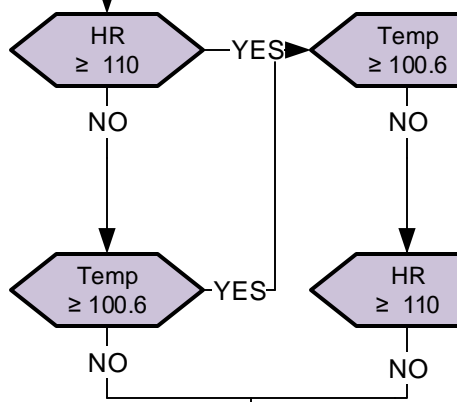 HR
≥ 110
YES
Temp
≥ 100.6
NO
NO
Temp
≥ 100.6
YES
HR
≥ 110
NO
NO